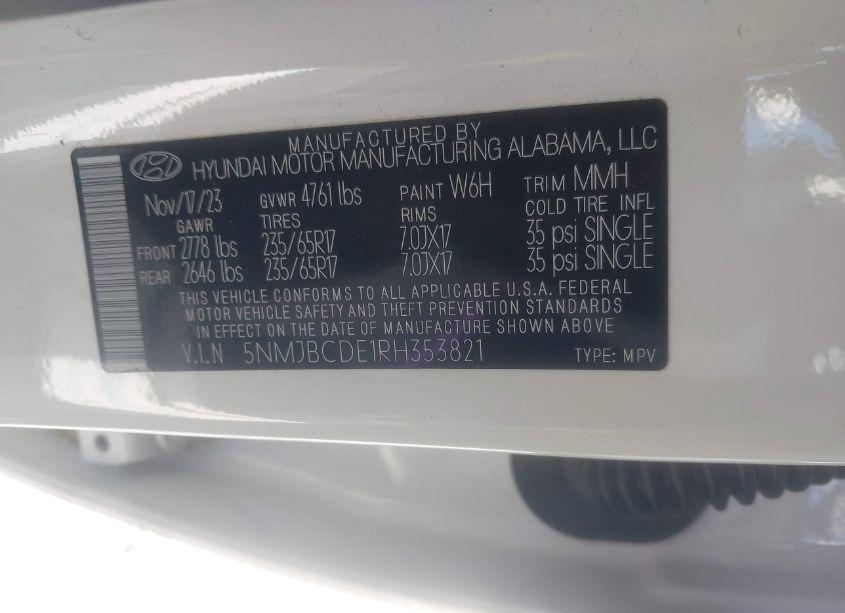 MANUFACTURED BY
HYUNDAI MOTOR MANUFACTURING ALABAMA, LLC
Nov/17/23 GVWR 4761 lbs PAINT W6H TRIM MMH
GAWR TIRES RIMS COLD TIRE INFL
FRONT 2778 lbs 235/65R17 7.0JX17 35 psi SINGLE
REAR 2646 lbs 235/65R17 7.0JX17 35 psi SINGLE
THIS VEHICLE CONFORMS TO ALL APPLICABLE U.S.A. FEDERAL
MOTOR VEHICLE SAFETY AND THEFT PREVENTION STANDARDS
IN EFFECT ON THE DATE OF MANUFACTURE SHOWN ABOVE
V.I.N 5NMJBCDE1RH353821 TYPE: MPV